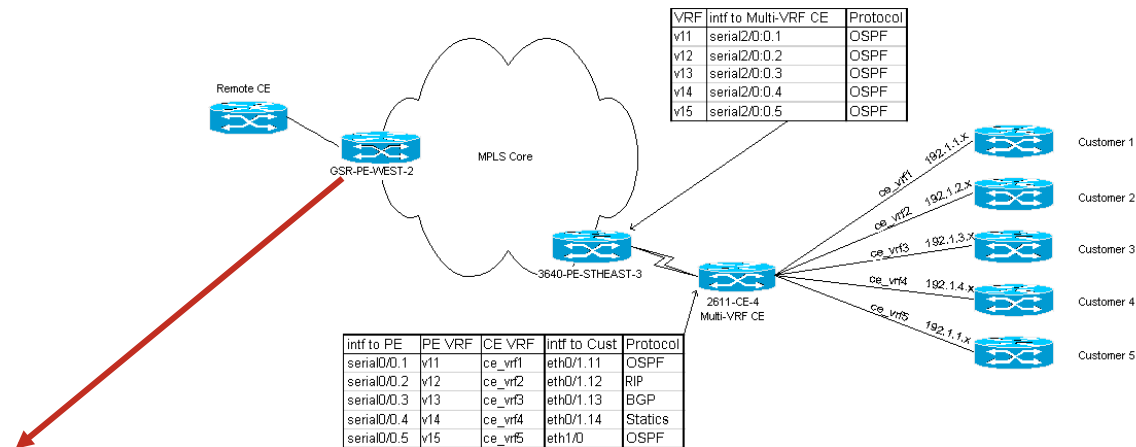 VRF intf to Multi-VRF CE Protocol
v11 serial2/0:0.1 OSPF
v12 serial2/0:0.2 OSPF
v13 serial2/0:0.3 OSPF
v14 serial2/0:0.4 OSPF
v15 serial2/0:0.5 OSPF
Remote CE
GSR-PE-WEST-2
MPLS Core
3640-PE-STHEAST-3
2611-CE-4
Multi-VRF CE
ce_vrf1 192.1.1.x
Customer 1
ce_vrf2 192.1.2.x
Customer 2
ce_vrf3 192.1.3.x
Customer 3
ce_vrf4 192.1.4.x
Customer 4
ce_vrf5 192.1.1.x
Customer 5
intf to PE PE VRF CE VRF intf to Cust Protocol
serial0/0.1 v11 ce_vrf1 eth0/1.11 OSPF
serial0/0.2 v12 ce_vrf2 eth0/1.12 RIP
serial0/0.3 v13 ce_vrf3 eth0/1.13 BGP
serial0/0.4 v14 ce_vrf4 eth0/1.14 Statics
serial0/0.5 v15 ce_vrf5 eth1/0 OSPF